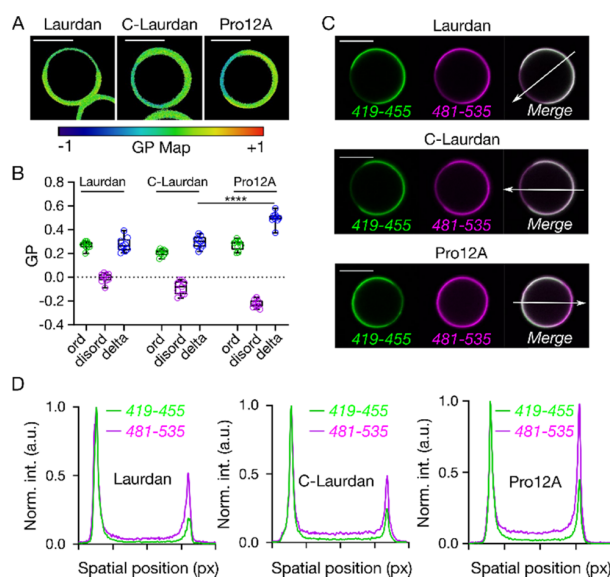 A
Laurdan
C-Laurdan
Pro12A
-1
GP Map
+1
B
Laurdan
C-Laurdan
Pro12A
****
0.8
0.6
0.4
0.2
0.0
-0.2
-0.4
GP
ord
disord
delta
ord
disord
delta
ord
disord
delta
C
Laurdan
419-455
481-535
Merge
C-Laurdan
419-455
481-535
Merge
Pro12A
419-455
481-535
Merge
D
Norm. int. (a.u.)
1.0
0.5
0.0
419-455
481-535
Laurdan
Spatial position (px)
Norm. int. (a.u.)
1.0
0.5
0.0
419-455
481-535
C-Laurdan
Spatial position (px)
Norm. int. (a.u.)
1.0
0.5
0.0
419-455
481-535
Pro12A
Spatial position (px)